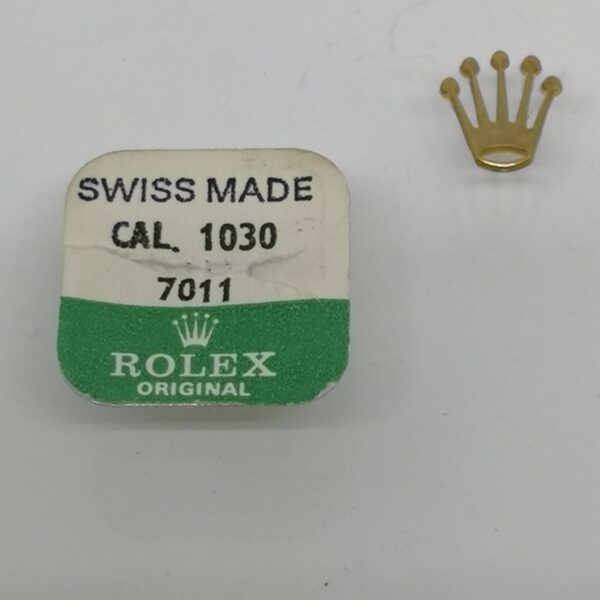 SWISS MADE
CAL. 1030
7011
ROLEX
ORIGINAL